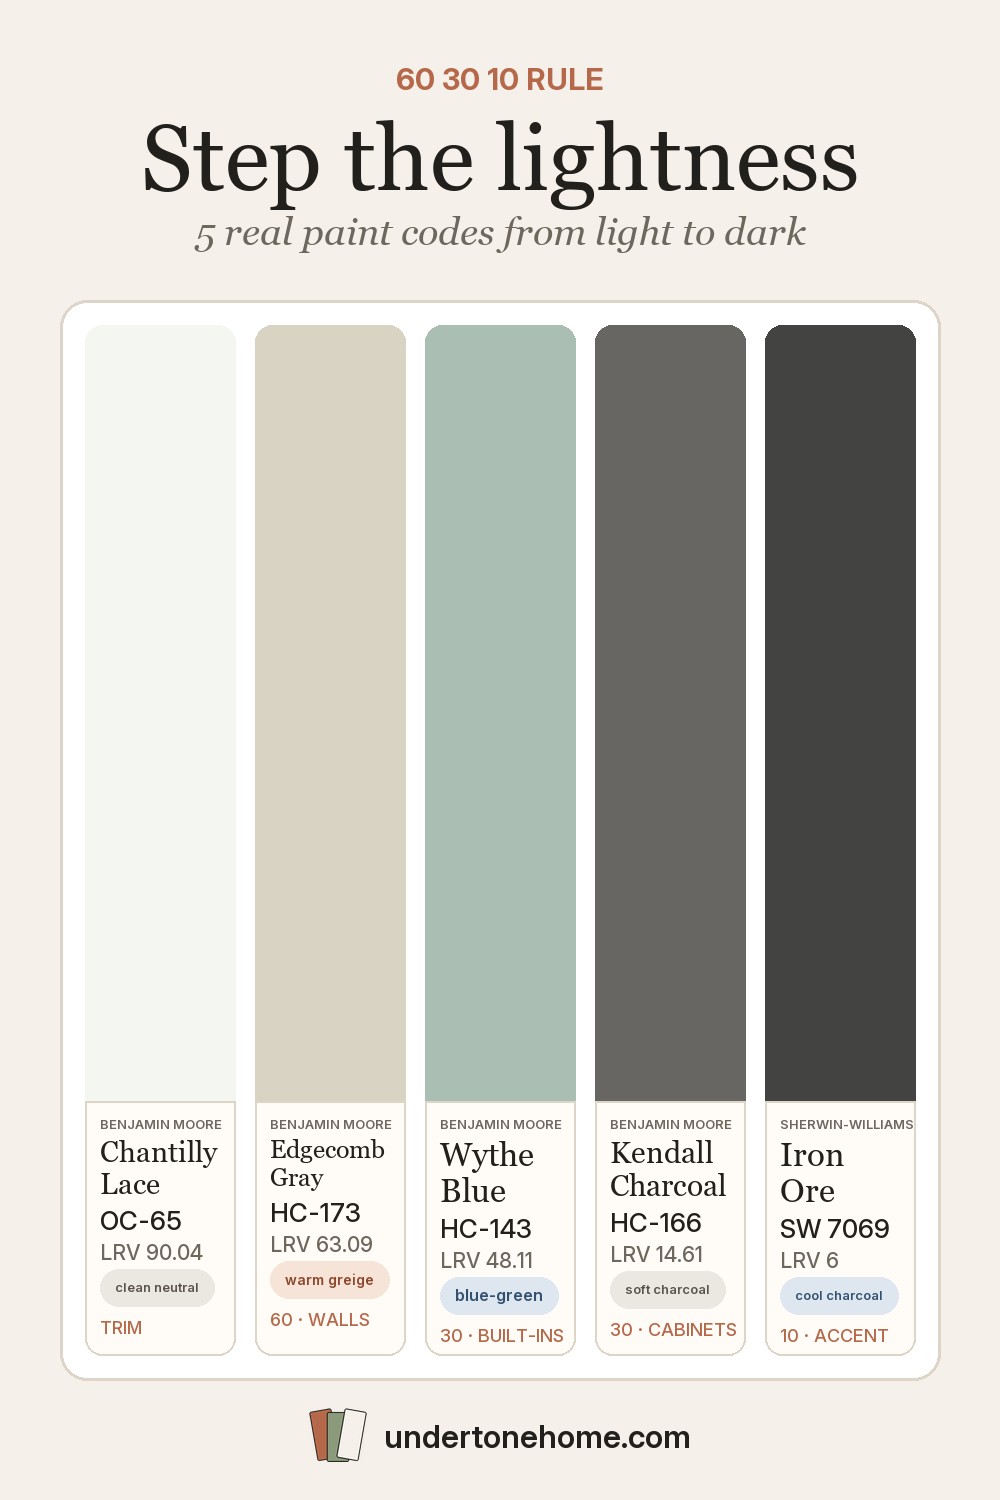 60 30 10 RULE
Step the lightness
5 real paint codes from light to dark
BENJAMIN MOORE
Chantilly
Lace
OC-65
LRV 90.04
clean neutral
TRIM
BENJAMIN MOORE
Edgecomb
Gray
HC-173
LRV 63.09
warm greige
60 · WALLS
BENJAMIN MOORE
Wythe
Blue
HC-143
LRV 48.11
blue-green
30 · BUILT-INS
BENJAMIN MOORE
Kendall
Charcoal
HC-166
LRV 14.61
soft charcoal
30 · CABINETS
SHERWIN-WILLIAMS
Iron
Ore
SW 7069
LRV 6
cool charcoal
10 · ACCENT
undertonehome.com